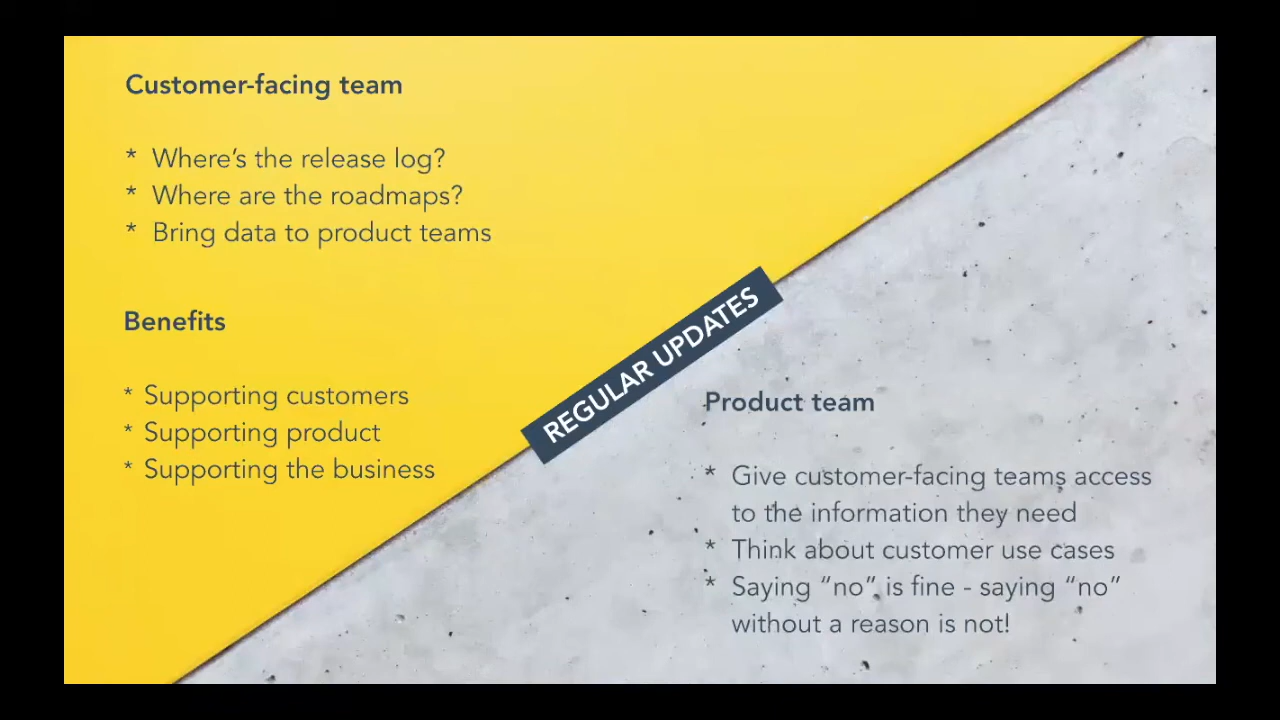 Customer-facing team
* Where’s the release log?
* Where are the roadmaps?
* Bring data to product teams
Benefits
* Supporting customers
* Supporting product
* Supporting the business
REGULAR UPDATES
Product team
* Give customer-facing teams access
to the information they need
* Think about customer use cases
* Saying “no” is fine - saying “no”
without a reason is not!